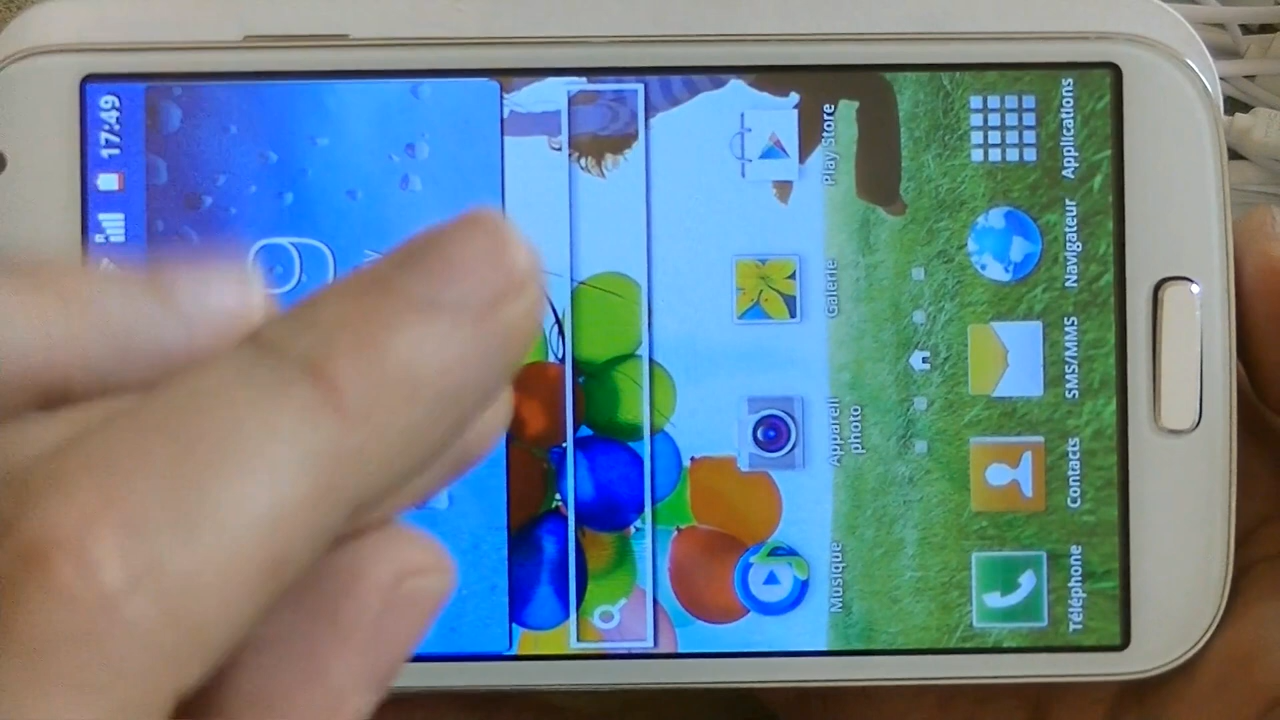 17:49
Musique
Appareil
photo
Galerie
Play Store
Téléphone
Contacts
SMS/MMS
Navigateur
Applications